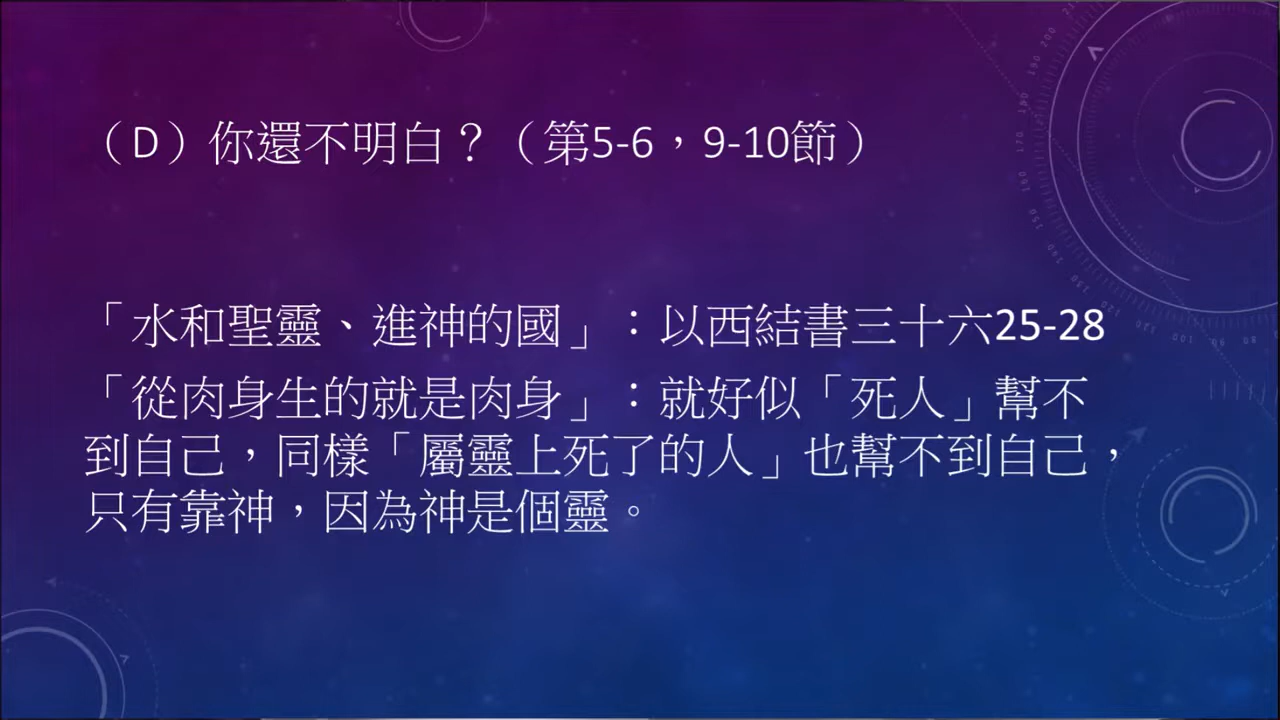 （D）你還不明白？（第5-6，9-10節）
「水和聖靈、進神的國」：以西結書三十六25-28
「從肉身生的就是肉身」：就好似「死人」幫不
到自己，同樣「屬靈上死了的人」也幫不到自己，
只有靠神，因為神是個靈。